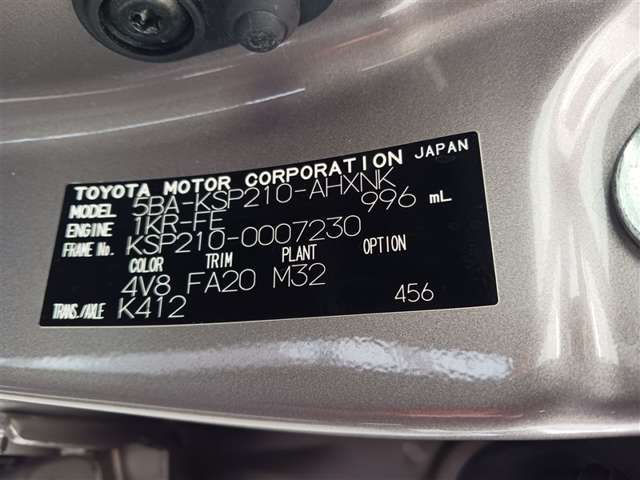 TOYOTA MOTOR CORPORATION JAPAN
MODEL 5BA-KSP210-AHXNK
ENGINE 1KR-FE 996 mL
FRAME No. KSP210-0007230
COLOR TRIM PLANT OPTION
4V8 FA20 M32
TRANS./AXLE K412 456